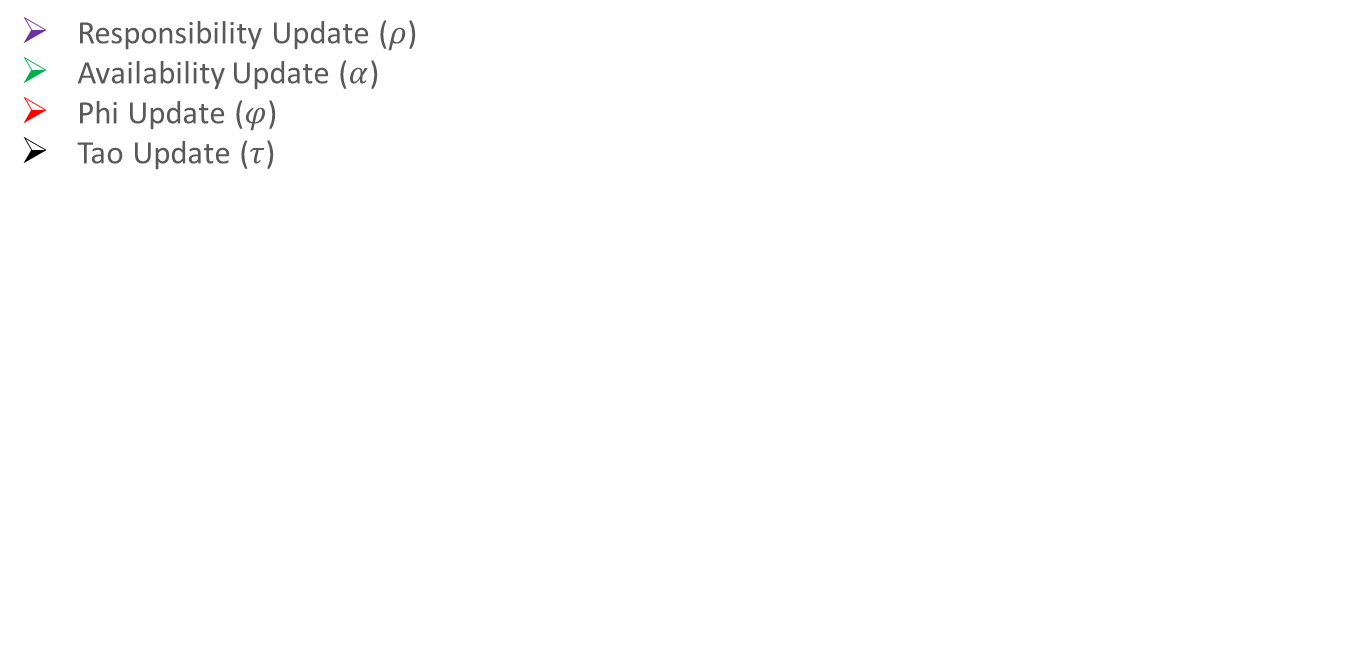 Responsibility Update (ρ)
Availability Update (α)
Phi Update (φ)
Tao Update (τ)